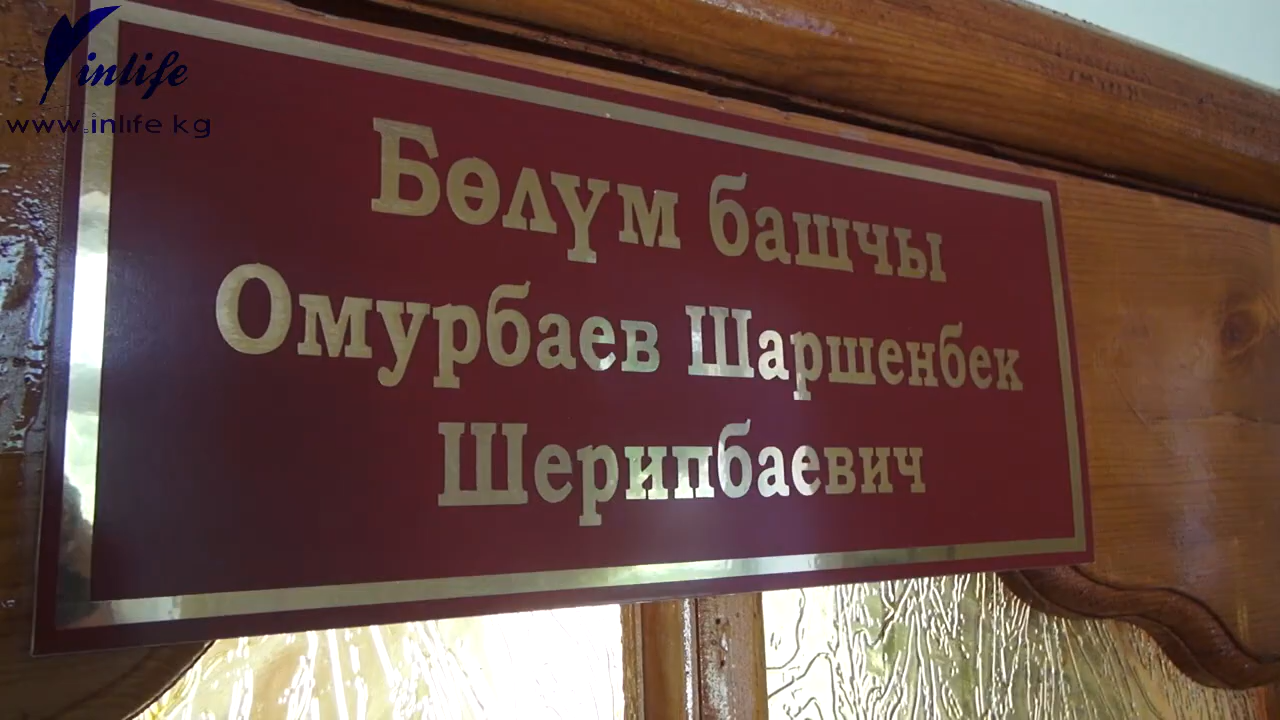 inlife
www.inlife kg
Бөлүм башчы
Омурбаев Шаршенбек
Шерипбаевич